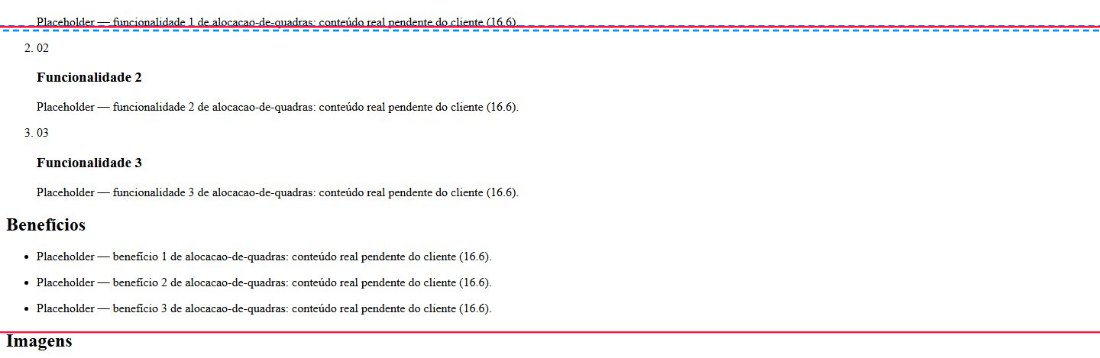 Placeholder — funcionalidade 1 de alocacao-de-quadras: conteúdo real pendente do cliente (16.6).
2. 02
Funcionalidade 2
Placeholder — funcionalidade 2 de alocacao-de-quadras: conteúdo real pendente do cliente (16.6).
3. 03
Funcionalidade 3
Placeholder — funcionalidade 3 de alocacao-de-quadras: conteúdo real pendente do cliente (16.6).
Benefícios
• Placeholder — benefício 1 de alocacao-de-quadras: conteúdo real pendente do cliente (16.6).
• Placeholder — benefício 2 de alocacao-de-quadras: conteúdo real pendente do cliente (16.6).
• Placeholder — benefício 3 de alocacao-de-quadras: conteúdo real pendente do cliente (16.6).
Imagens